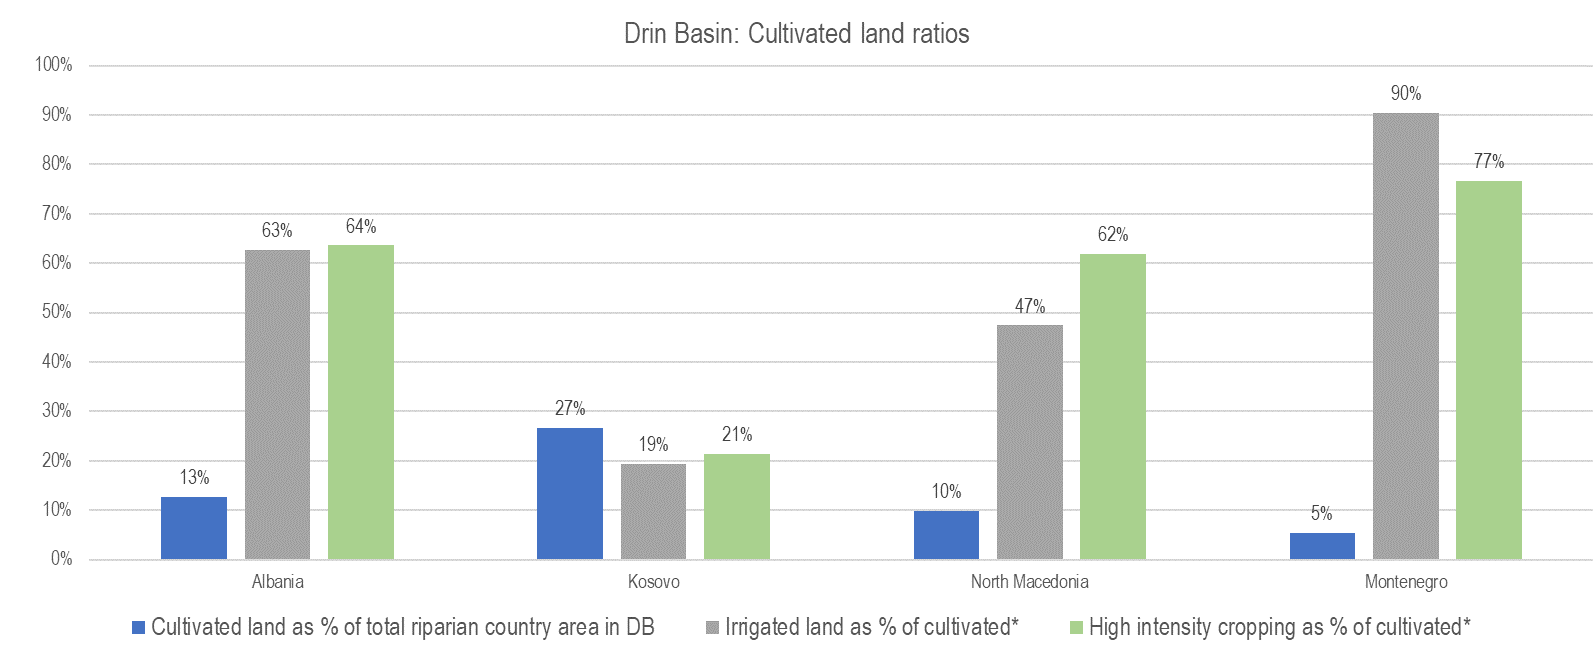 Drin Basin: Cultivated land ratios
100%
90%
80%
70%
60%
50%
40%
30%
20%
10%
0%
13%
63%
64%
27%
19%
21%
10%
47%
62%
5%
90%
77%
Albania
Kosovo
North Macedonia
Montenegro
Cultivated land as % of total riparian country area in DB
Irrigated land as % of cultivated*
High intensity cropping as % of cultivated*